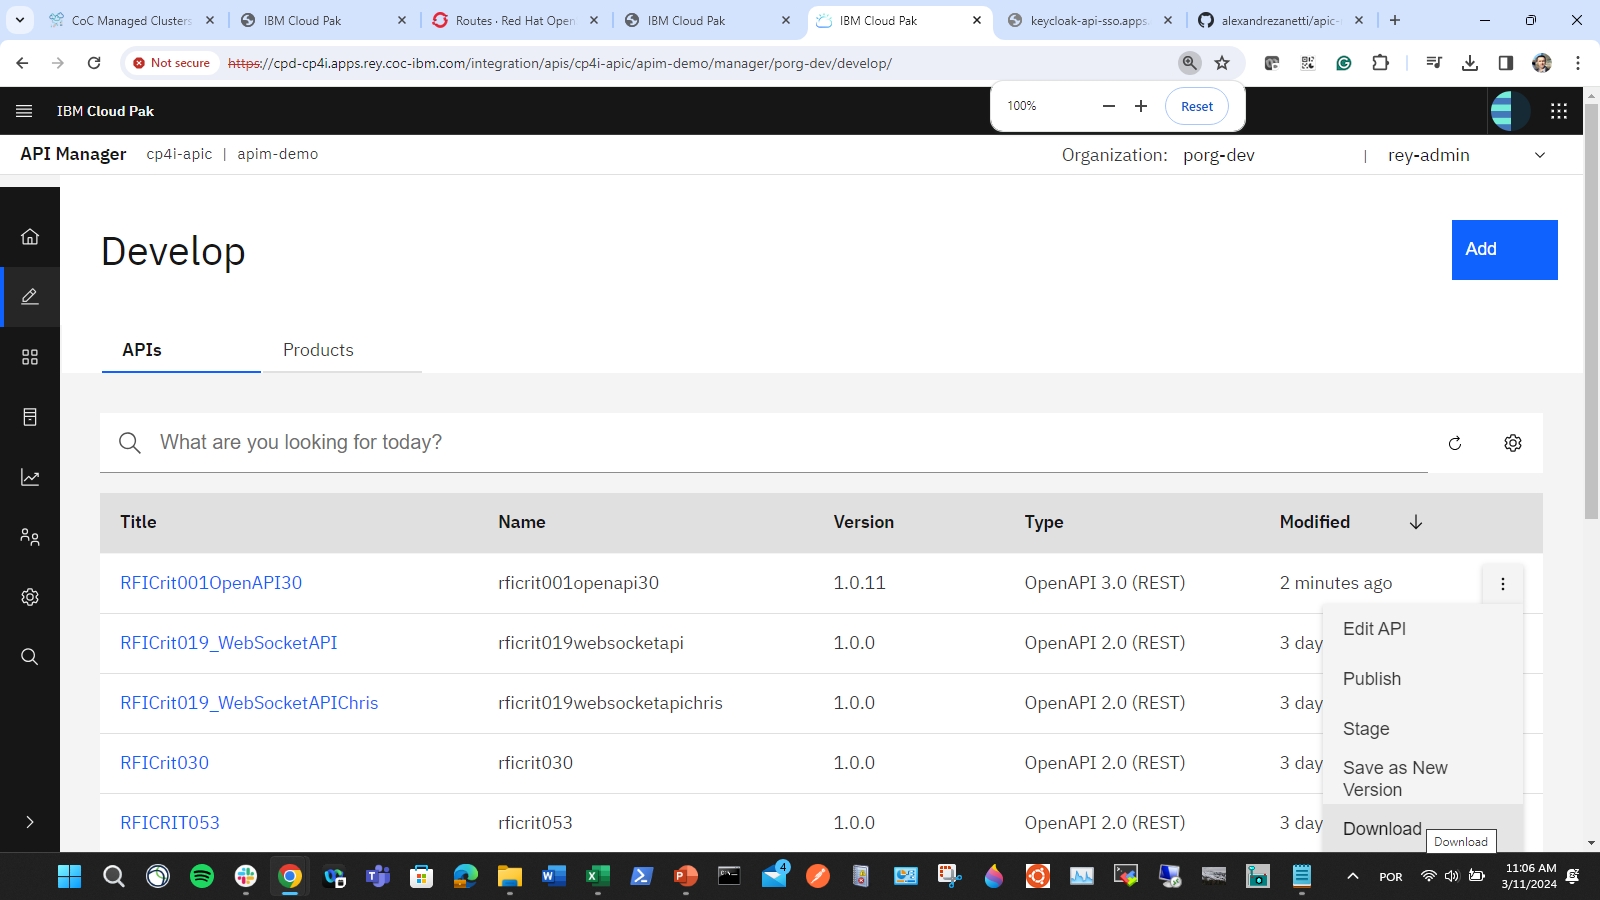 CoC Managed Clusters
IBM Cloud Pak
Routes · Red Hat Open
IBM Cloud Pak
IBM Cloud Pak
keycloak-api-sso.apps.
alexandrezanetti/apic-
Not secure
https://cpd-cp4i.apps.rey.coc-ibm.com/integration/apis/cp4i-apic/apim-demo/manager/porg-dev/develop/
IBM Cloud Pak
100%
Reset
API Manager cp4i-apic | apim-demo
Organization: porg-dev | rey-admin
Develop
Add
APIs Products
What are you looking for today?
Title Name Version Type Modified
RFICrit001OpenAPI30 rficrit001openapi30 1.0.11 OpenAPI 3.0 (REST) 2 minutes ago
RFICrit019_WebSocketAPI rficrit019websocketapi 1.0.0 OpenAPI 2.0 (REST) 3 day
RFICrit019_WebSocketAPIChris rficrit019websocketapichris 1.0.0 OpenAPI 2.0 (REST) 3 day
RFICrit030 rficrit030 1.0.0 OpenAPI 2.0 (REST) 3 day
RFICRIT053 rficrit053 1.0.0 OpenAPI 2.0 (REST) 3 day
Edit API
Publish
Stage
Save as New
Version
Download
Download
4
POR
11:06 AM
3/11/2024